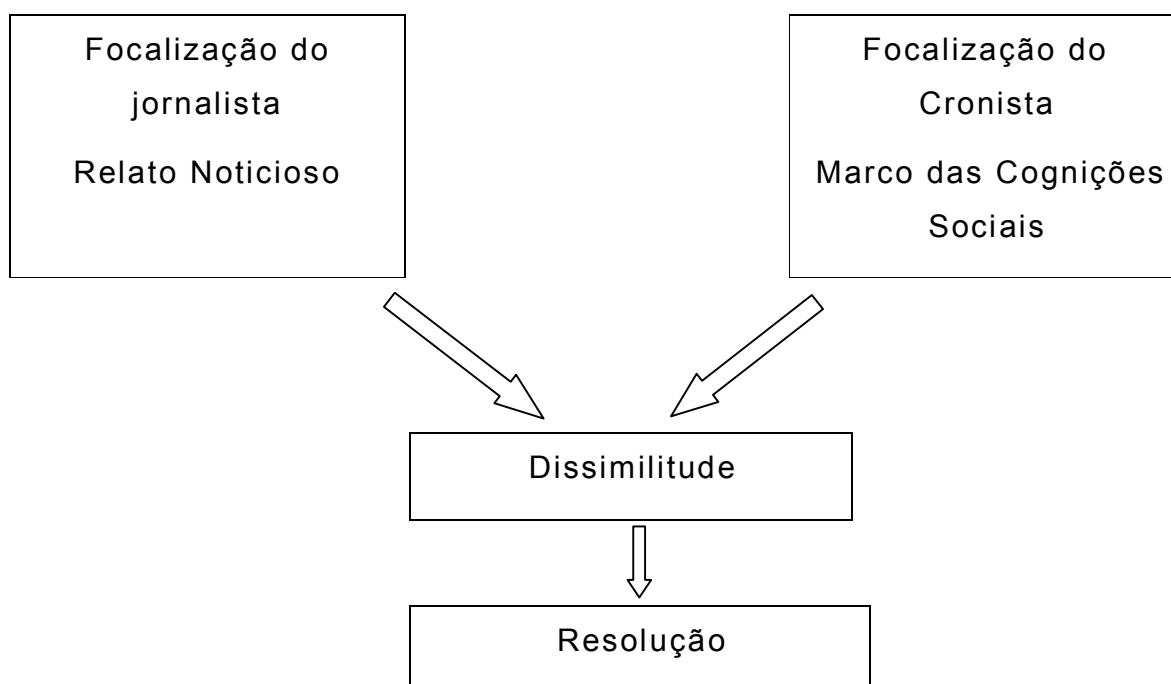 Focalização do
jornalista
Relato Noticioso
Focalização do
Cronista
Marco das Cognições
Sociais
Dissimilitude
Resolução